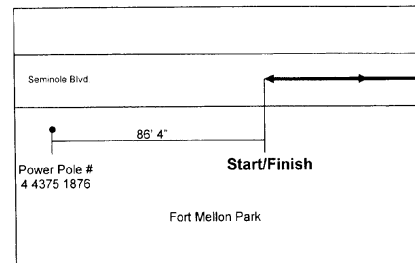 Seminole Blvd.
86' 4"
Power Pole #
4 4375 1876
Start/Finish
Fort Mellon Park